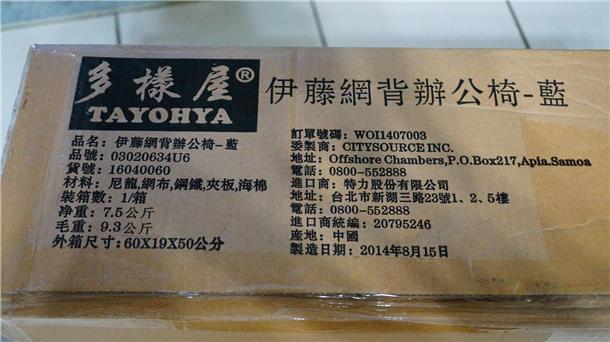 多樣屋®
TAYOHYA
伊藤網背辦公椅-藍
品名: 伊藤網背辦公椅-藍
品號: 03020634U6
貨號: 16040060
材料: 尼龍,網布,鋼鐵,夾板,海棉
裝箱數: 1/箱
净重: 7.5公斤
毛重: 9.3公斤
外箱尺寸:60X19X50公分
訂單號碼: WOI1407003
委製商: CITYSOURCE INC.
地址: Offshore Chambers,P.O.Box217,Apia.Samoa
電話: 0800-552888
進口商: 特力股份有限公司
地址: 台北市新湖三路23號1、2.5樓
電話: 0800-552888
進口商統編: 20795246
産地: 中國
製造日期: 2014年8月15日